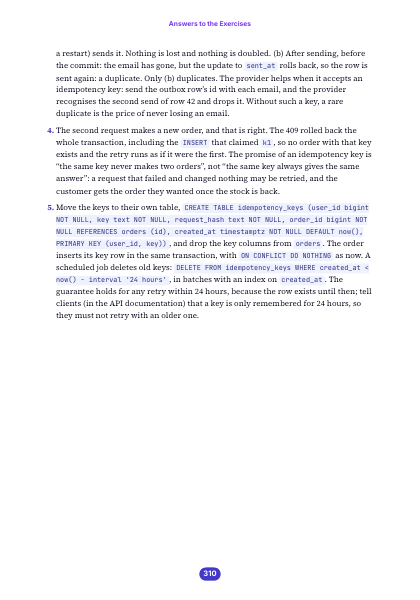 Answers to the Exercises
a restart) sends it. Nothing is lost and nothing is doubled. (b) After sending, before
the commit: the email has gone, but the update to sent_at rolls back, so the row is
sent again: a duplicate. Only (b) duplicates. The provider helps when it accepts an
idempotency key: send the outbox row's id with each email, and the provider
recognises the second send of row 42 and drops it. Without such a key, a rare
duplicate is the price of never losing an email.
4. The second request makes a new order, and that is right. The 409 rolled back the
whole transaction, including the INSERT that claimed k1, so no order with that key
exists and the retry runs as if it were the first. The promise of an idempotency key is
“the same key never makes two orders”, not “the same key always gives the same
answer”: a request that failed and changed nothing may be retried, and the
customer gets the order they wanted once the stock is back.
5. Move the keys to their own table, CREATE TABLE idempotency_keys (user_id bigint
NOT NULL, key text NOT NULL, request_hash text NOT NULL, order_id bigint NOT
NULL REFERENCES orders (id), created_at timestamptz NOT NULL DEFAULT now(),
PRIMARY KEY (user_id, key)), and drop the key columns from orders. The order
inserts its key row in the same transaction, with ON CONFLICT DO NOTHING as now. A
scheduled job deletes old keys: DELETE FROM idempotency_keys WHERE created_at <
now() - interval '24 hours', in batches with an index on created_at. The
guarantee holds for any retry within 24 hours, because the row exists until then; tell
clients (in the API documentation) that a key is only remembered for 24 hours, so
they must not retry with an older one.
310